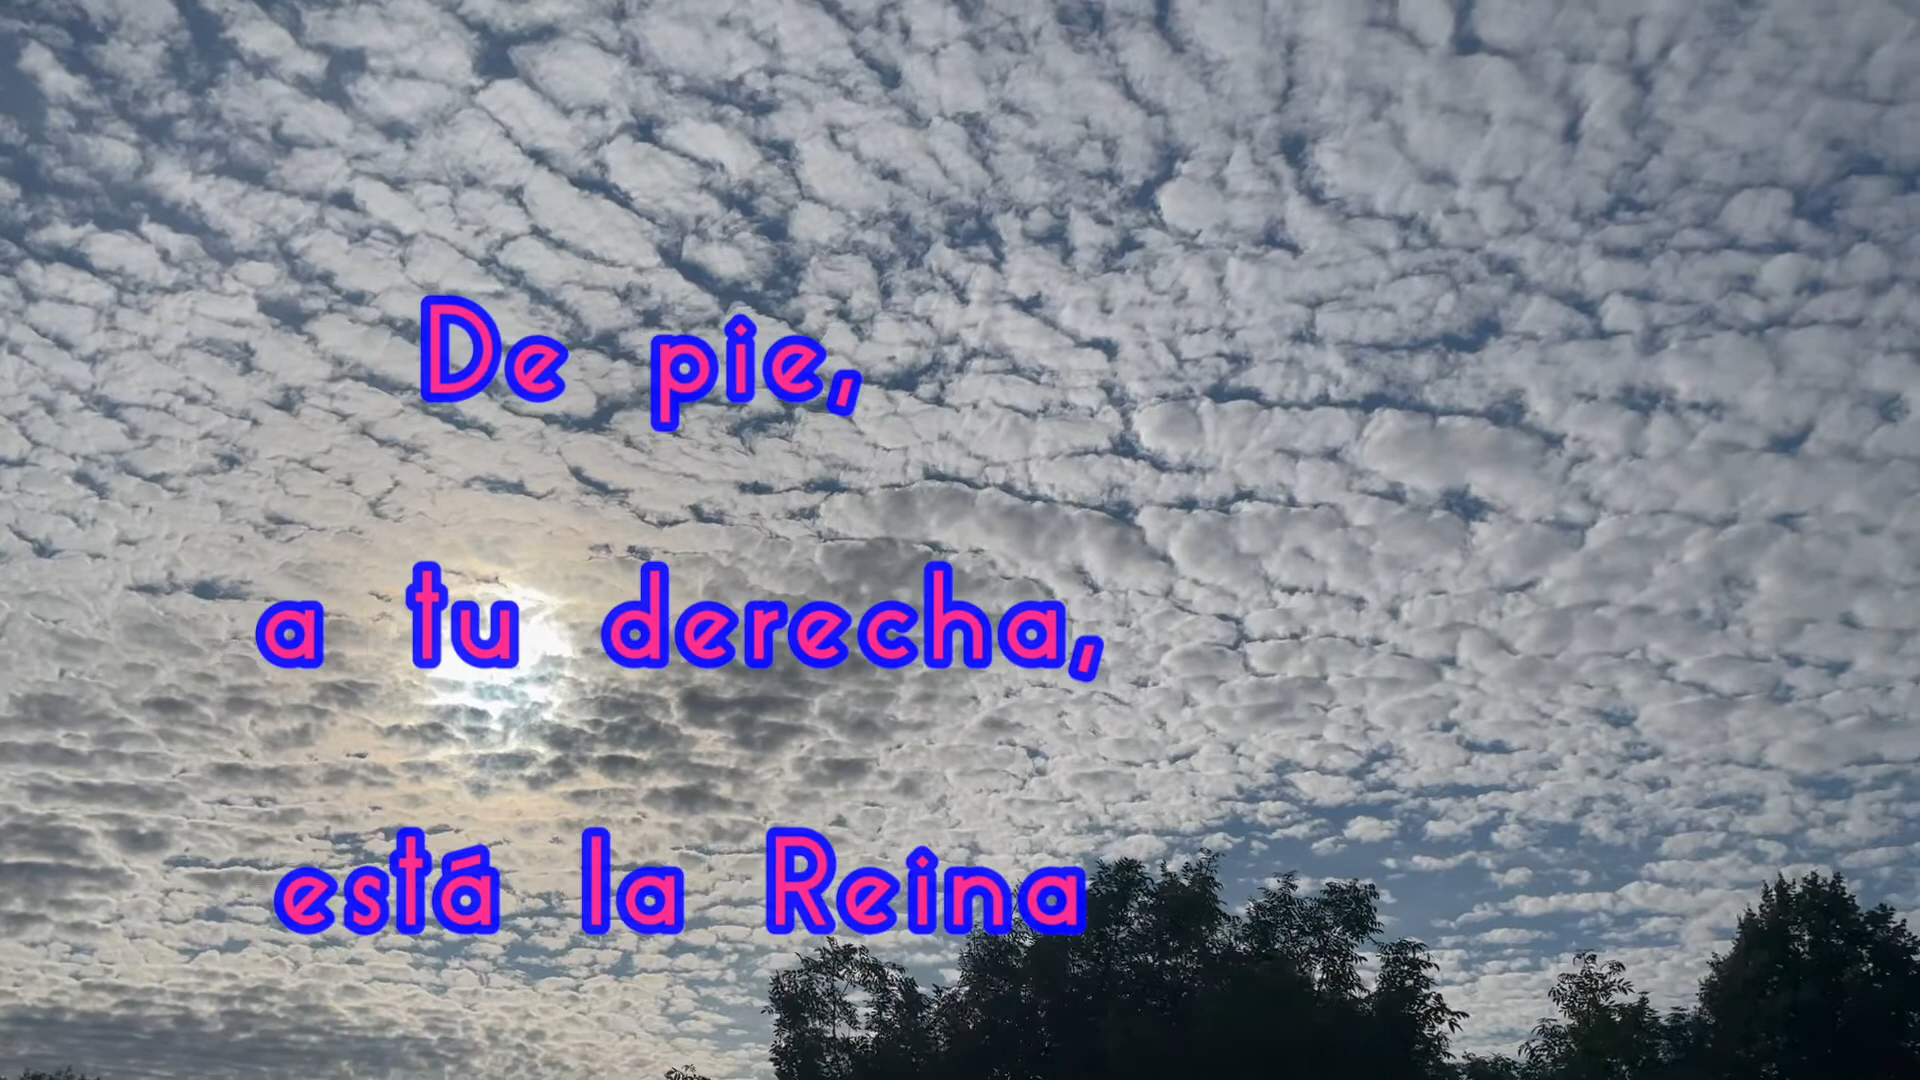 De pie,
a tu derecha,
está la Reina